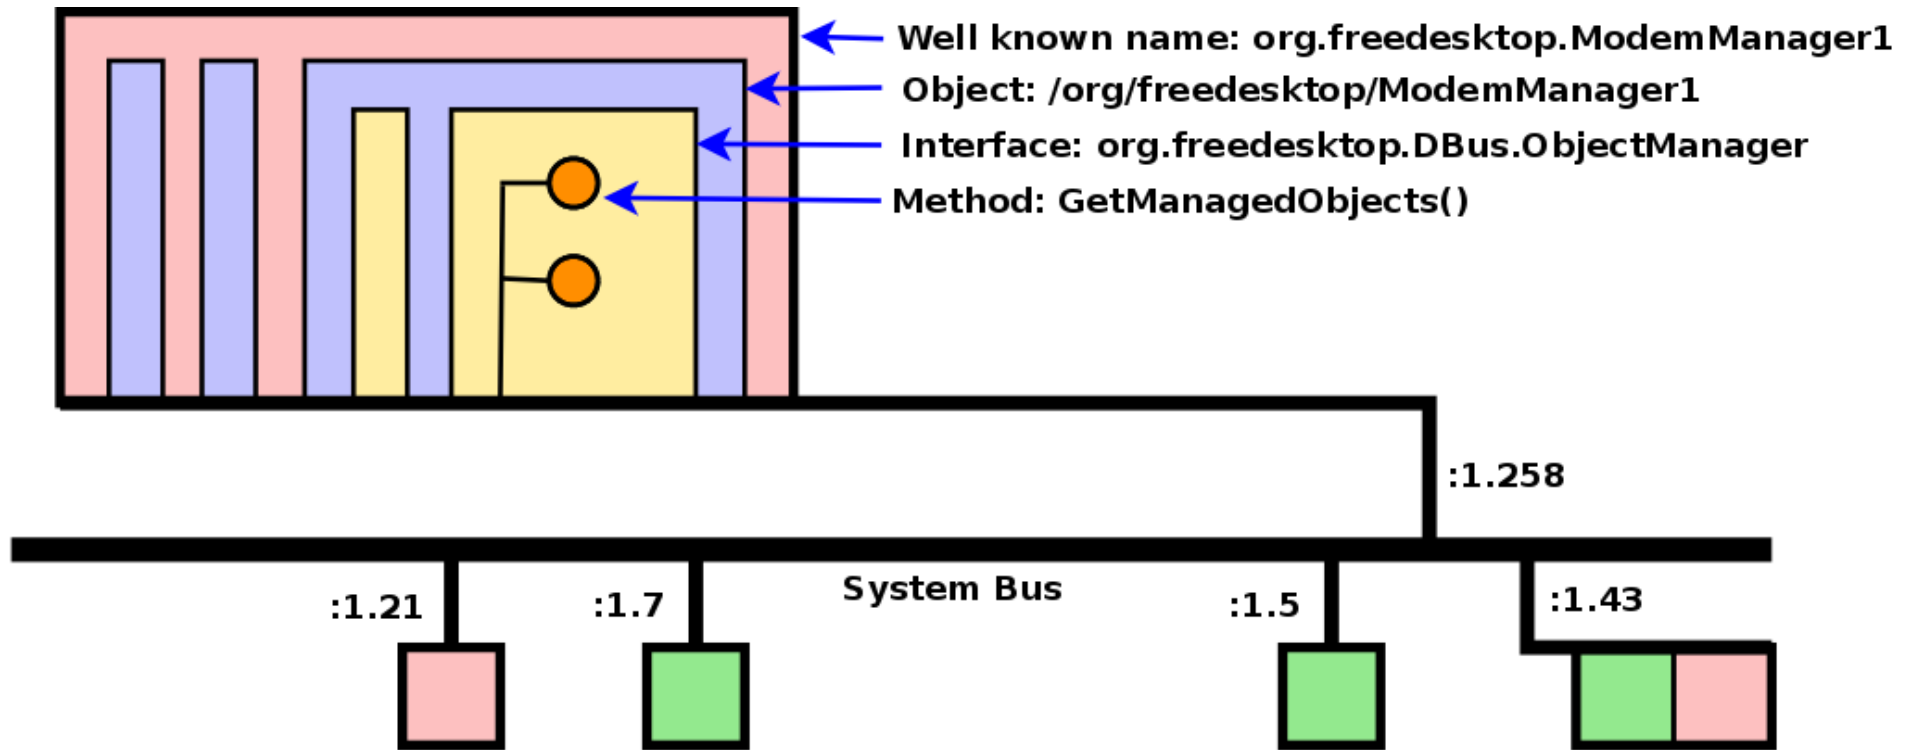 Well known name: org.freedesktop.ModemManager1
Object: /org/freedesktop/ModemManager1
Interface: org.freedesktop.DBus.ObjectManager
Method: GetManagedObjects()
:1.258
System Bus
:1.21
:1.7
:1.5
:1.43